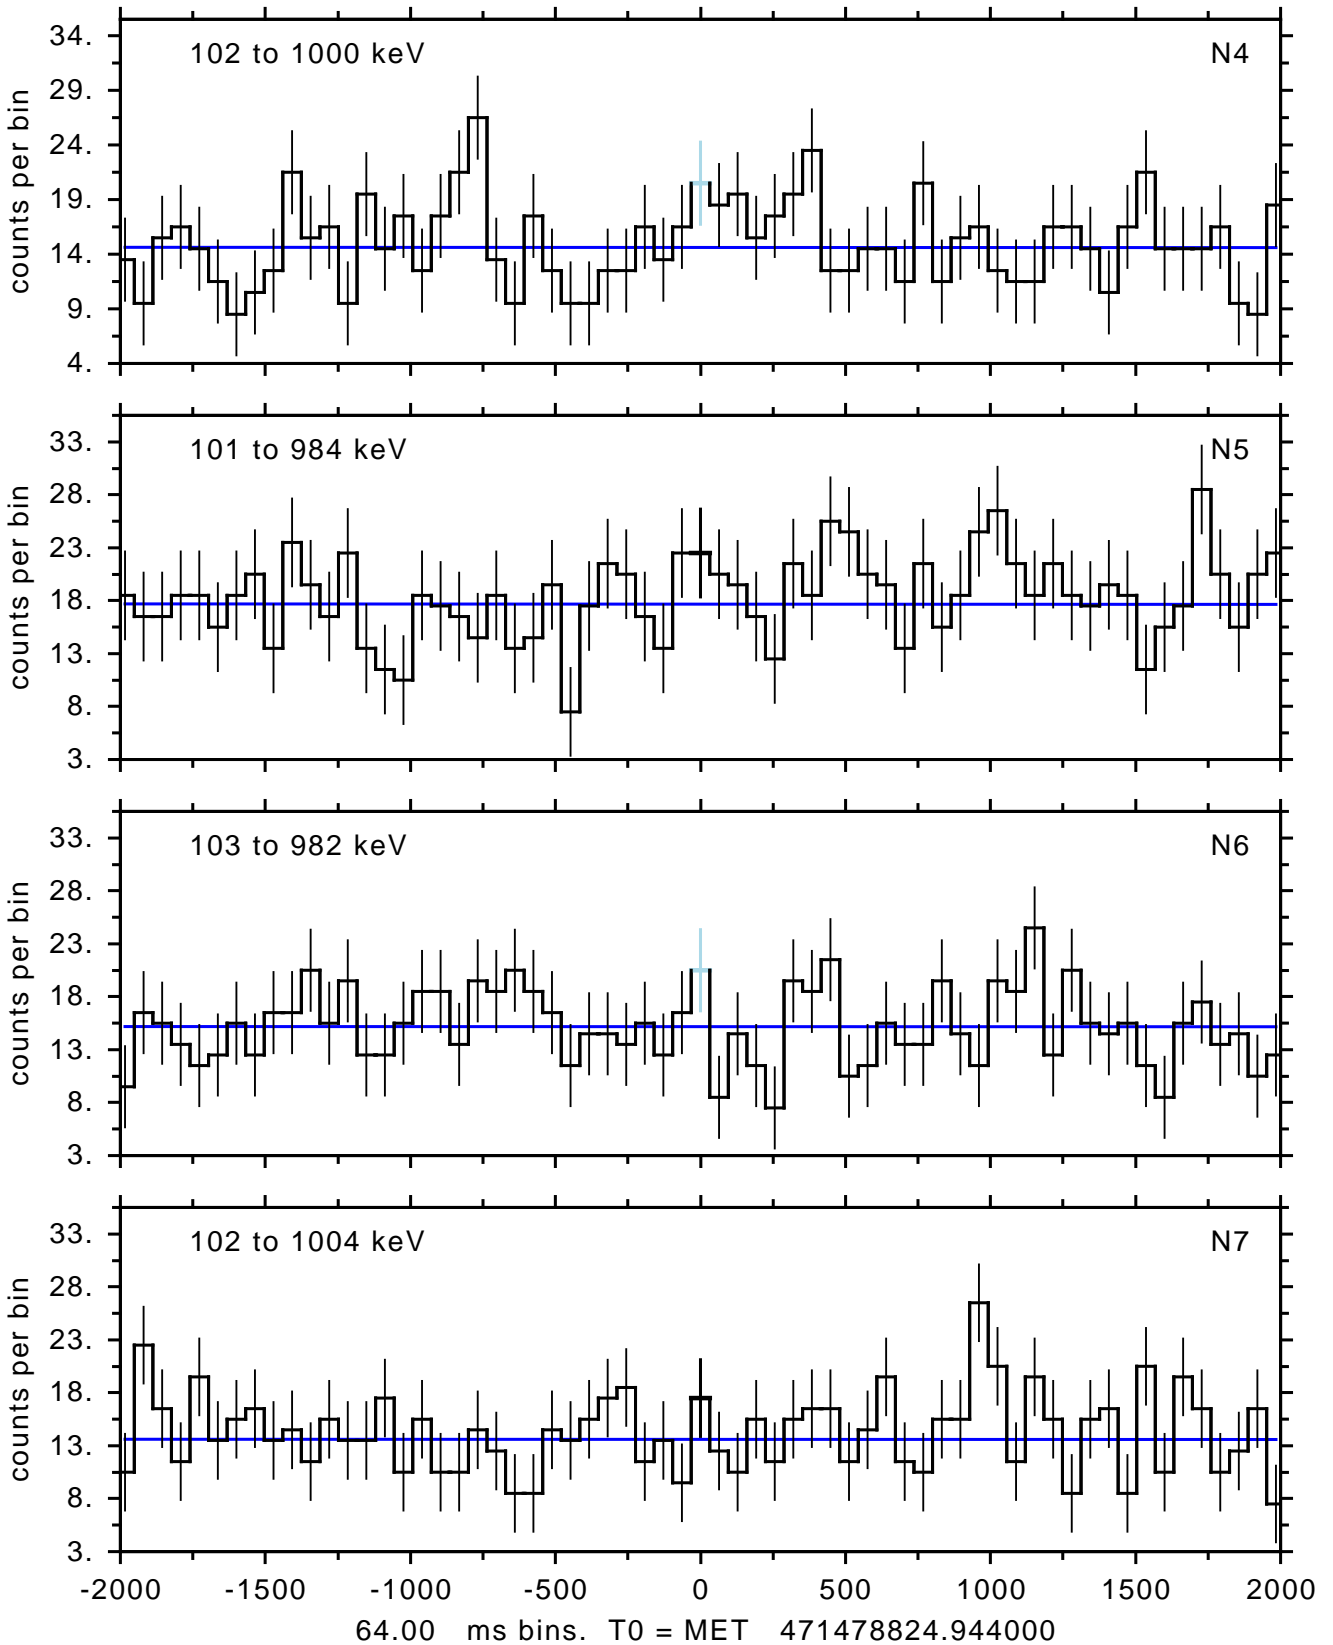 102 to 1000 keV
N4
34.
29.
24.
19.
14.
9.
4.
counts per bin
101 to 984 keV
N5
33.
28.
23.
18.
13.
8.
3.
counts per bin
103 to 982 keV
N6
33.
28.
23.
18.
13.
8.
3.
counts per bin
102 to 1004 keV
N7
33.
28.
23.
18.
13.
8.
3.
counts per bin
-2000 -1500 -1000 -500 0 500 1000 1500 2000
64.00 ms bins. T0 = MET 471478824.944000